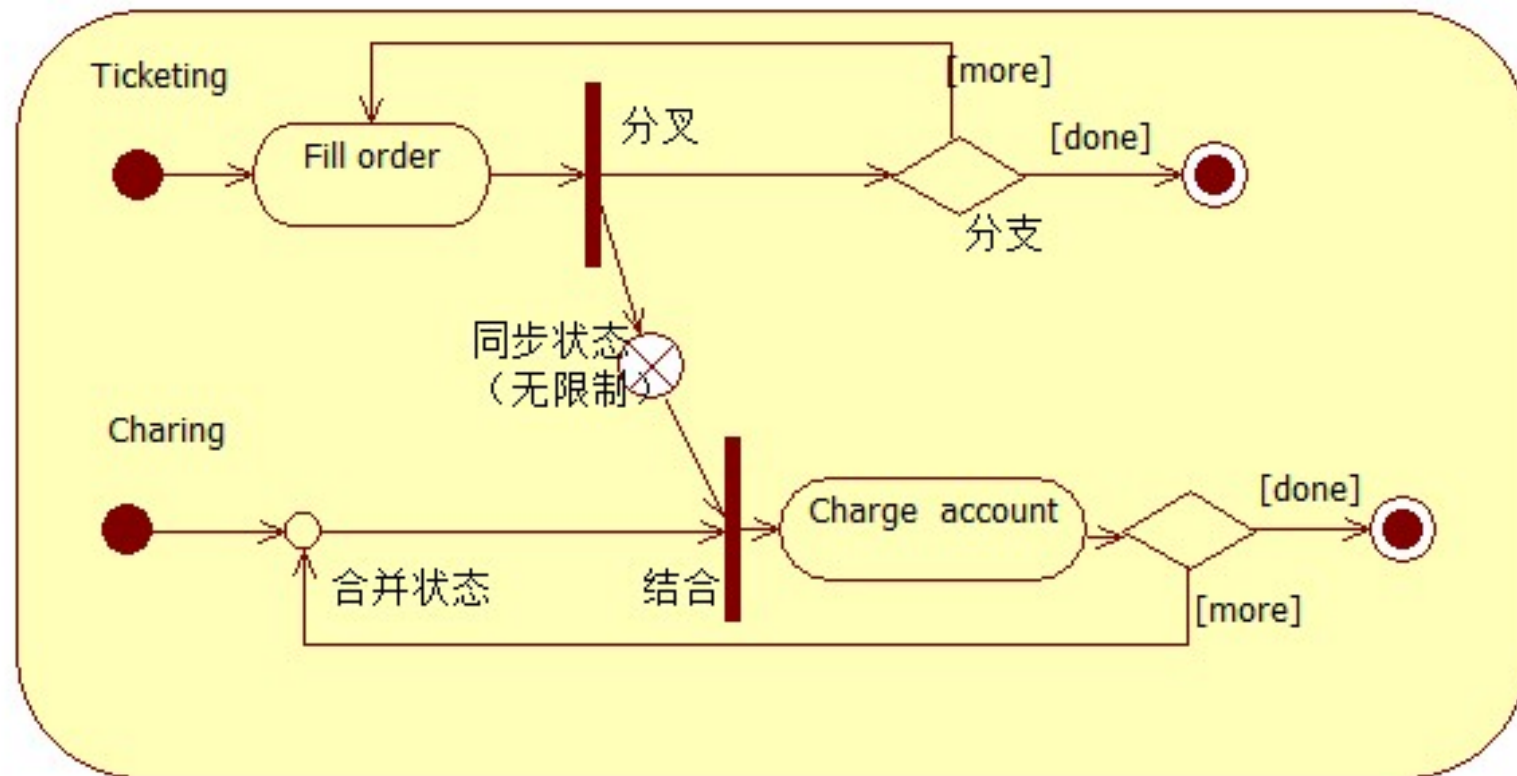 Ticketing
[more]
Fill order
分叉
[done]
分支
同步状态
（无限制）
Charing
Charge account
[done]
合并状态
结合
[more]